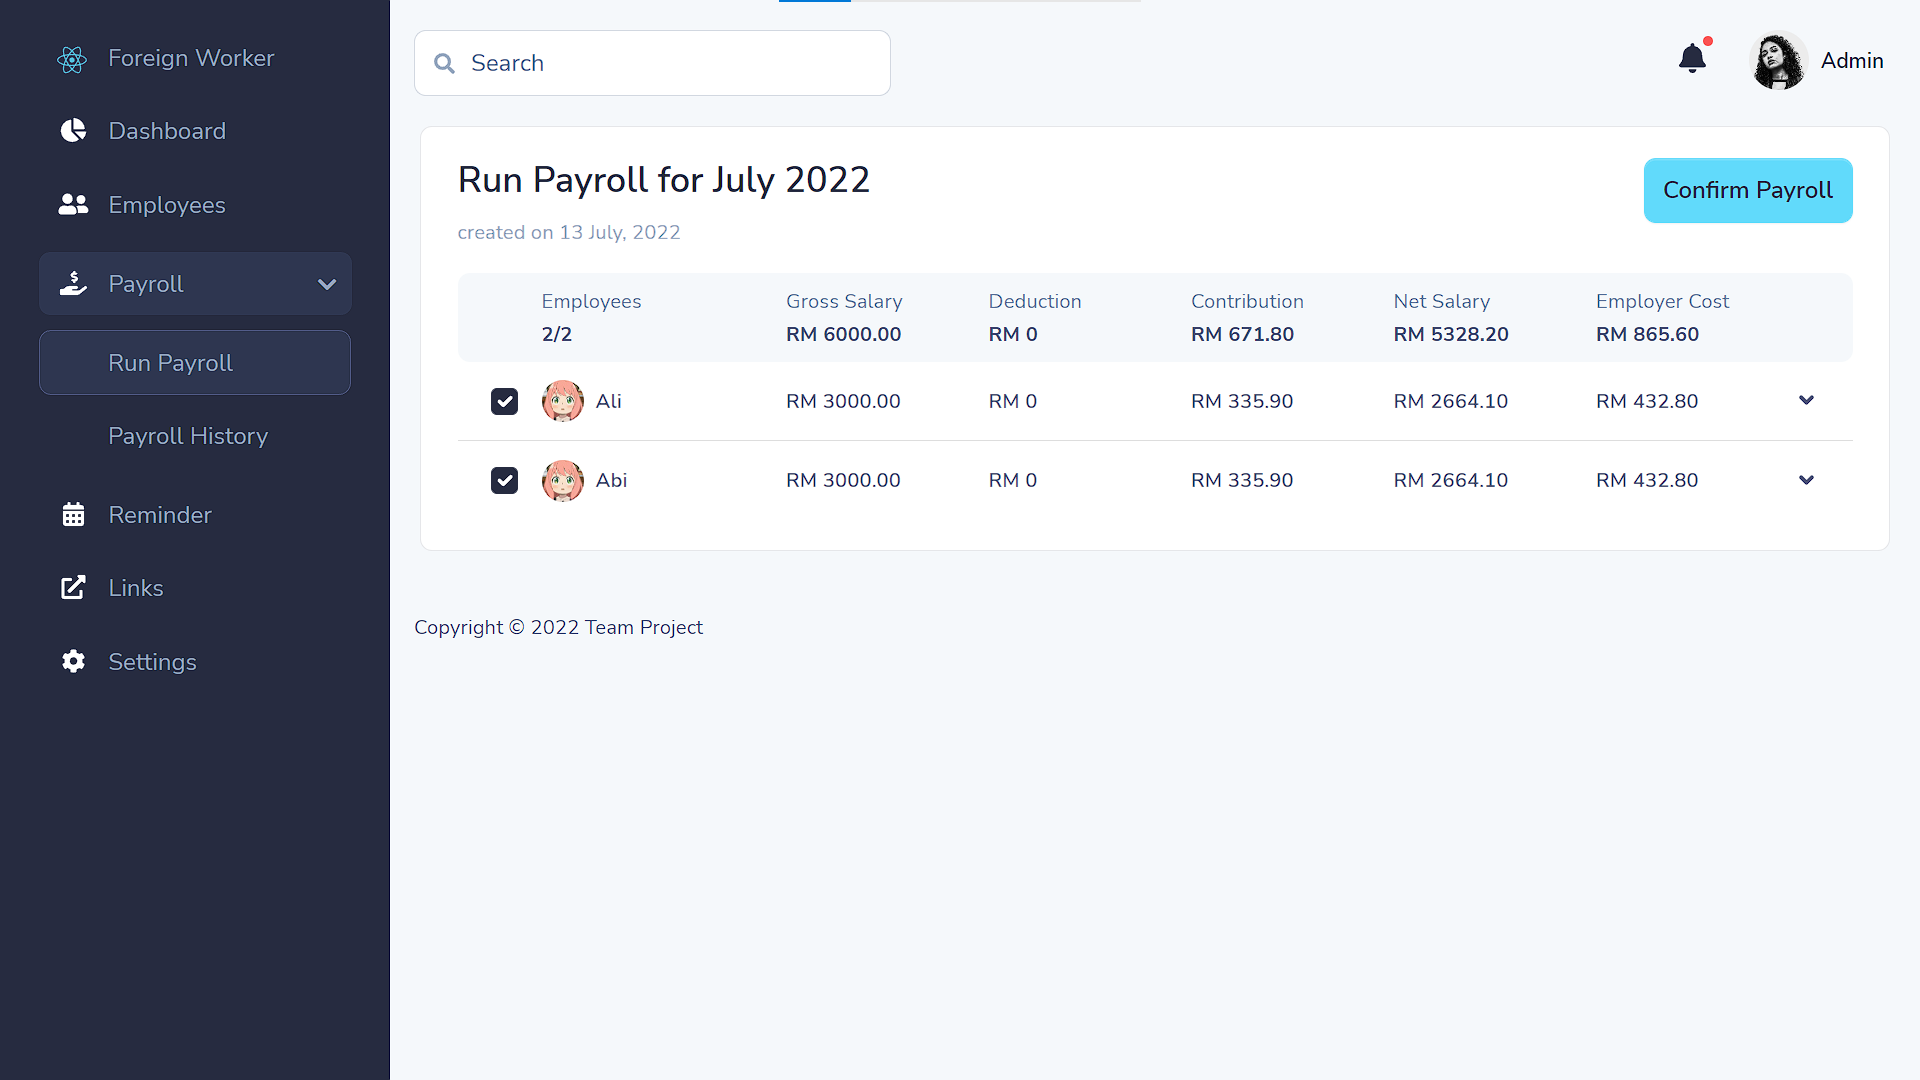 Foreign Worker
Dashboard
Employees
Payroll
Run Payroll
Payroll History
Reminder
Links
Settings
Search
Admin
Run Payroll for July 2022
Confirm Payroll
created on 13 July, 2022
Employees Gross Salary Deduction Contribution Net Salary Employer Cost
2/2 RM 6000.00 RM 0 RM 671.80 RM 5328.20 RM 865.60
Ali RM 3000.00 RM 0 RM 335.90 RM 2664.10 RM 432.80
Abi RM 3000.00 RM 0 RM 335.90 RM 2664.10 RM 432.80
Copyright © 2022 Team Project